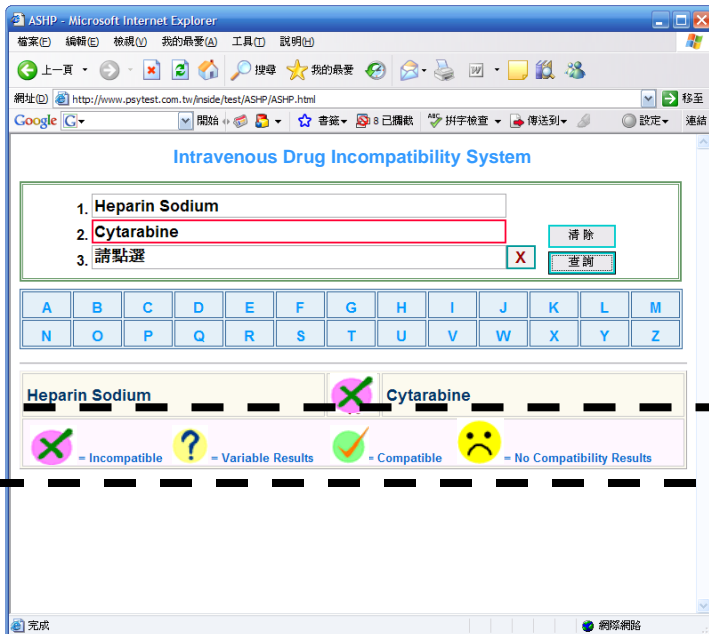 ASHP - Microsoft Internet Explorer
檔案(F) 編輯(E) 檢視(V) 我的最愛(A) 工具(T) 說明(H)
上一頁 搜尋 我的最愛
網址(D) http://www.psytest.com.tw/inside/test/ASHP/ASHP.html 移至
Google G 開始 書籤 8 已攔截 ABC 拼字檢查 傳送到 設定 連結
Intravenous Drug Incompatibility System
1. Heparin Sodium
2. Cytarabine 清除
3. 請點選 X 查詢
A B C D E F G H I J K L M
N O P Q R S T U V W X Y Z
Heparin Sodium Cytarabine
= Incompatible ? = Variable Results = Compatible = No Compatibility Results
完成 網際網路